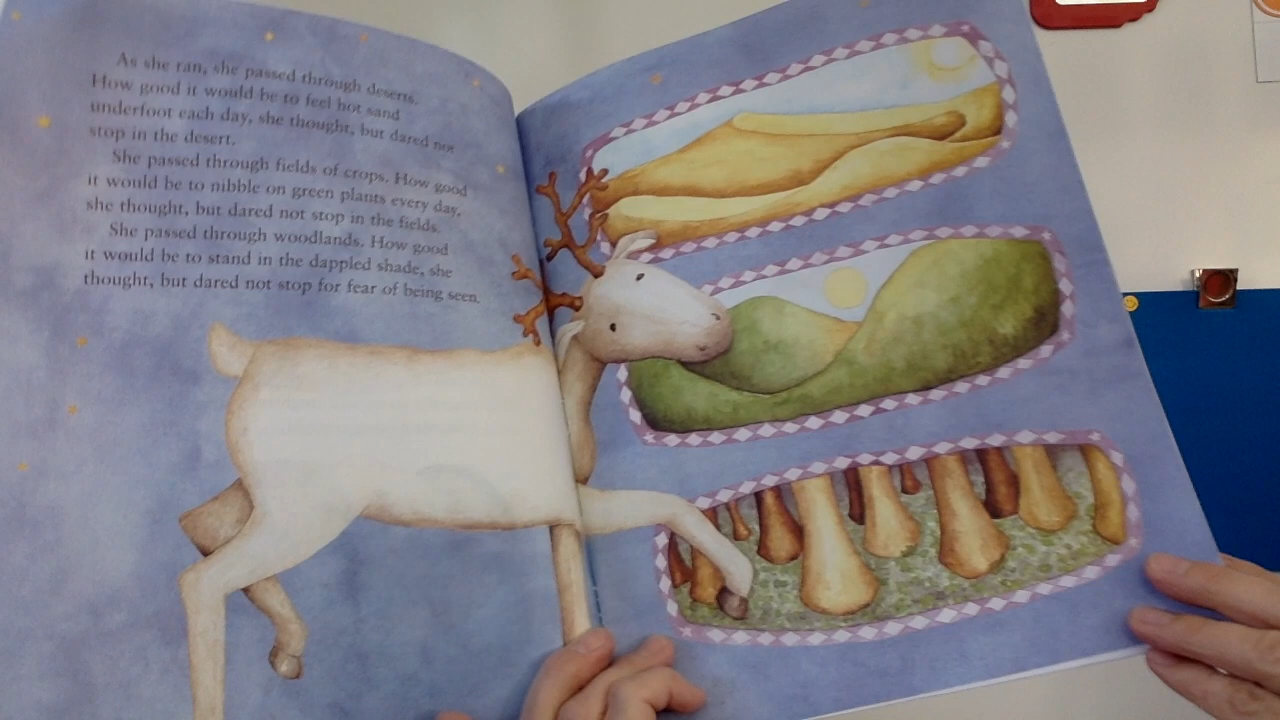 As she ran, she passed through deserts.
How good it would be to feel hot sand
underfoot each day, she thought, but dared not
stop in the desert.
She passed through fields of crops. How good
it would be to nibble on green plants every day,
she thought, but dared not stop in the fields.
She passed through woodlands. How good
it would be to stand in the dappled shade, she
thought, but dared not stop for fear of being seen.